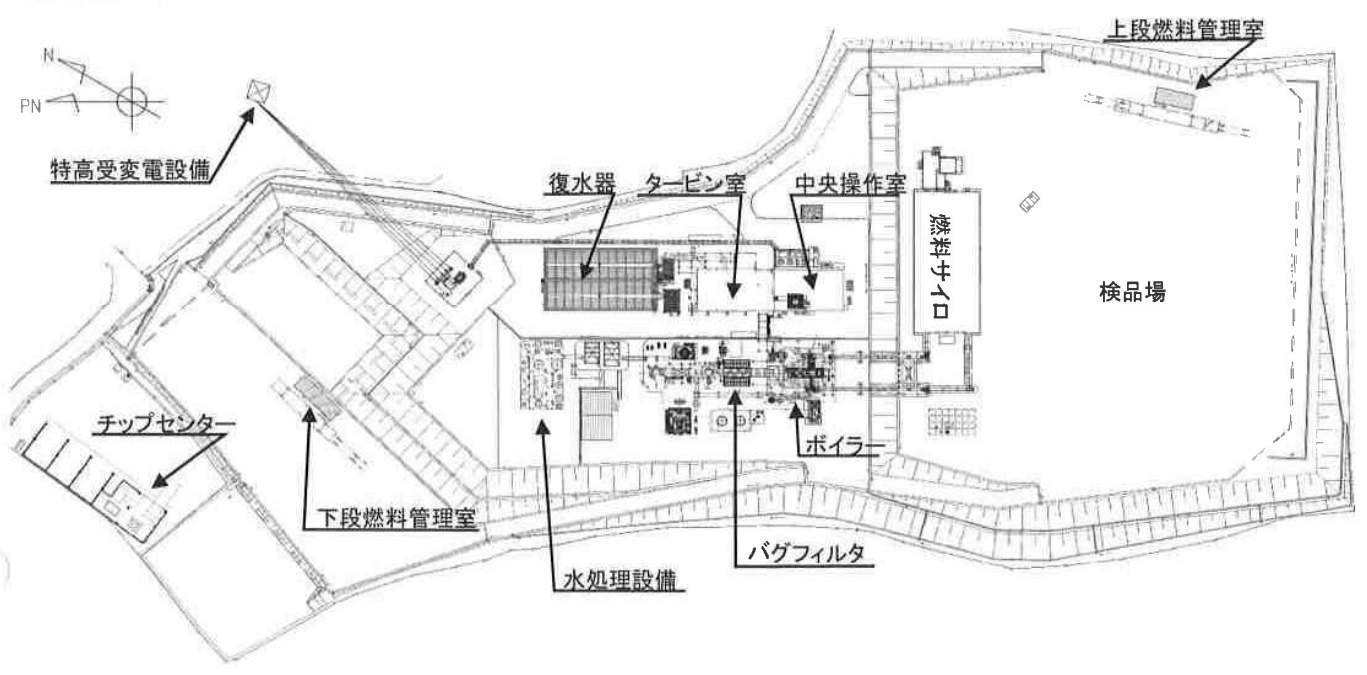 上段燃料管理室
N
PN
特高受変電設備
復水器
タービン室
中央操作室
燃料サイロ
検品場
チップセンター
ボイラー
下段燃料管理室
バグフィルタ
水処理設備